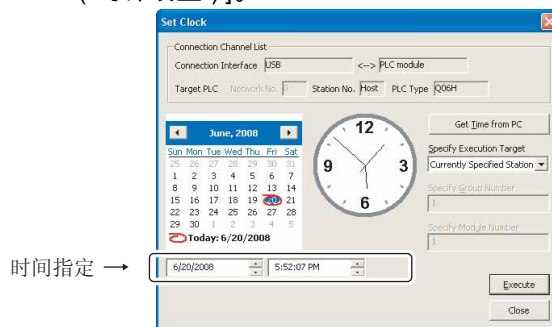 Set Clock
Connection Channel List
Connection Interface USB <--> PLC module
Target PLC Network No. 0 Station No. Host PLC Type Q06H
June, 2008
Sun Mon Tue Wed Thu Fri Sat
25 26 27 28 29 30 31
1 2 3 4 5 6 7
8 9 10 11 12 13 14
15 16 17 18 19 20 21
22 23 24 25 26 27 28
29 30 1 2 3 4 5
Today: 6/20/2008
12
9 3
6
Get Time from PC
Specify Execution Target
Currently Specified Station
Specify Group Number
1
Specify Module Number
1
时间指定 →
6/20/2008 5:52:07 PM
Execute
Close